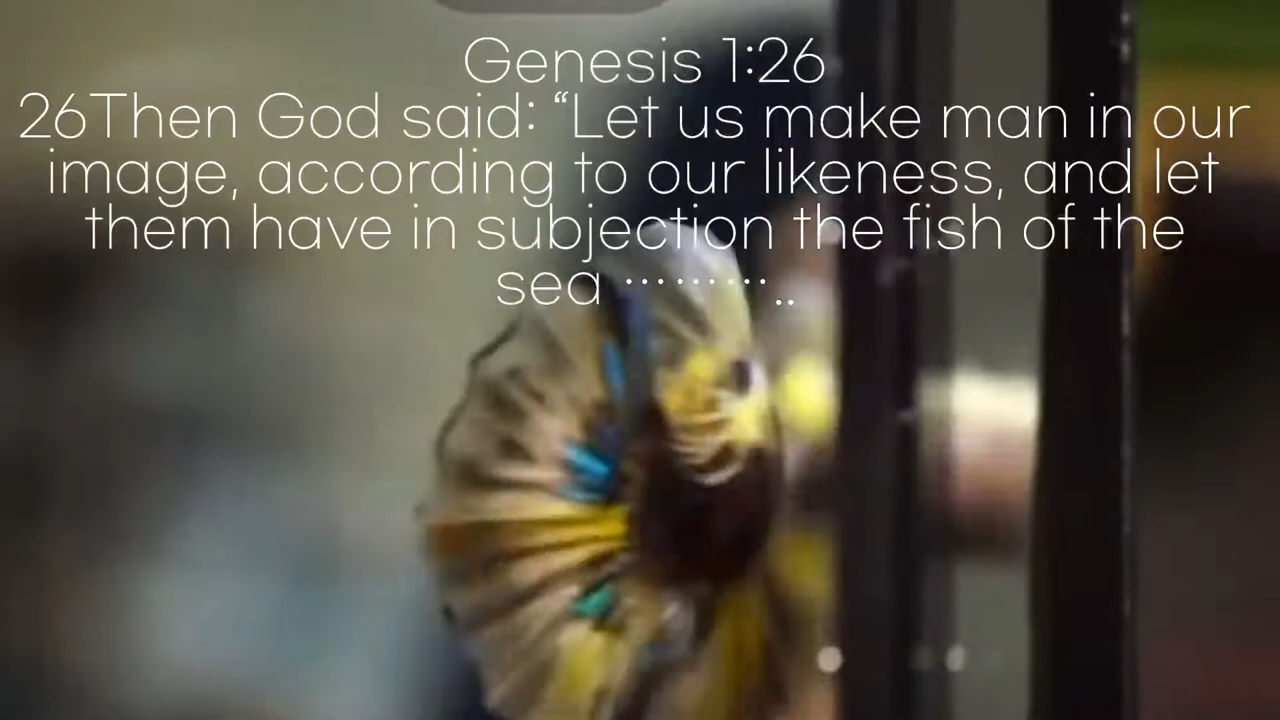 Genesis 1:26
26Then God said: “Let us make man in our
image, according to our likeness, and let
them have in subjection the fish of the
sea ⋯⋯⋯..